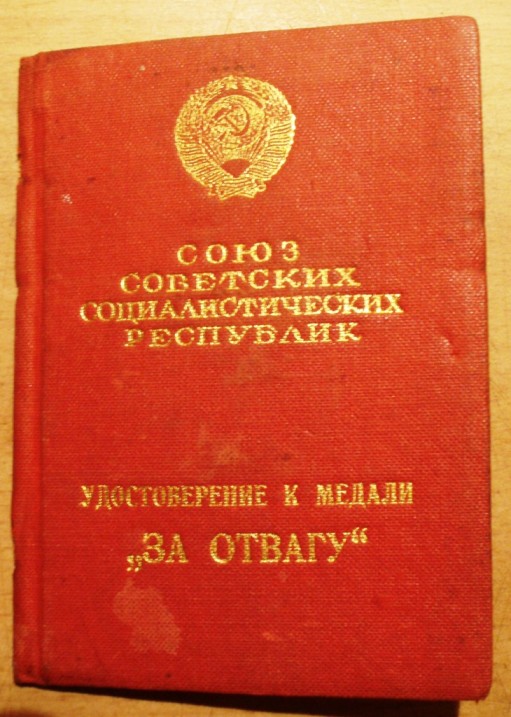 СОЮЗ
СОВЕТСКИХ
СОЦИАЛИСТИЧЕСКИХ
РЕСПУБЛИК
УДОСТОВЕРЕНИЕ К МЕДАЛИ
„ЗА ОТВАГУ“